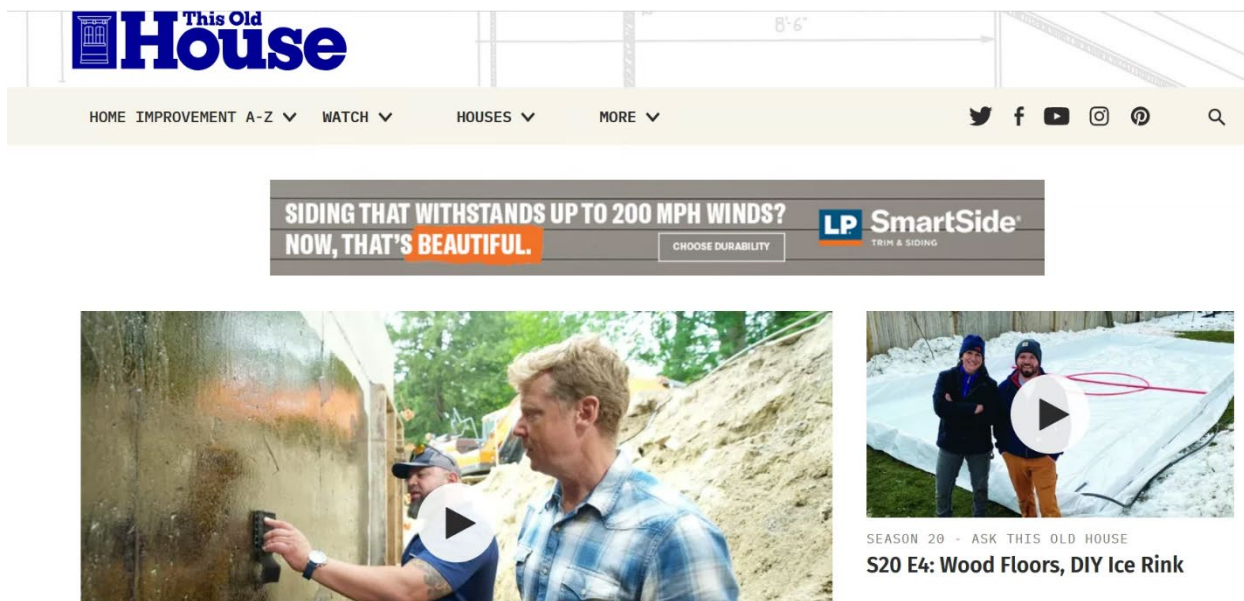 This Old
House
8'-6"
HOME IMPROVEMENT A-Z WATCH HOUSES MORE
SIDING THAT WITHSTANDS UP TO 200 MPH WINDS?
NOW, THAT'S BEAUTIFUL.
CHOOSE DURABILITY
LP SmartSide®
TRIM & SIDING
SEASON 20 - ASK THIS OLD HOUSE
S20 E4: Wood Floors, DIY Ice Rink